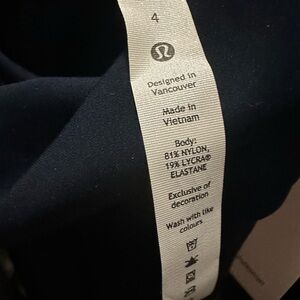 4
Designed in
Vancouver
Made in
Vietnam
Body:
81% NYLON,
19% LYCRA®
ELASTANE
Exclusive of
decoration
Wash with like
colours